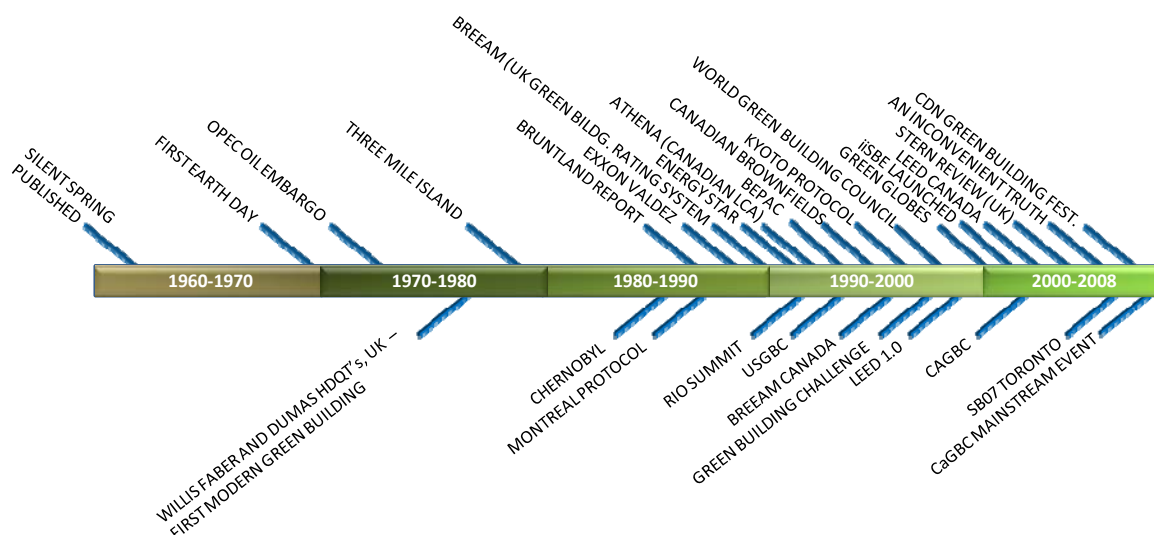 SILENT SPRING
PUBLISHED
FIRST EARTH DAY
OPEC OIL EMBARGO
THREE MILE ISLAND
BRUNTLAND REPORT
EXXON VALDEZ
BREEAM (UK GREEN BILDG. RATING SYSTEM
ENERGY STAR
ATHENA (CANADIAN LCA)
BEPAC
CANADIAN BROWNFIELDS
KYOTO PROTOCOL
WORLD GREEN BUILDING COUNCIL
GREEN GLOBES
iISBE LAUNCHED
LEED CANADA
STERN REVIEW (UK)
AN INCONVENIENT TRUTH
CDN GREEN BUILDING FEST.
1960-1970
1970-1980
1980-1990
1990-2000
2000-2008
WILLIS FABER AND DUMAS HDQT's, UK –
FIRST MODERN GREEN BUILDING
CHERNOBYL
MONTREAL PROTOCOL
RIO SUMMIT
USGBC
BREEAM CANADA
GREEN BUILDING CHALLENGE
LEED 1.0
CAGBC
SB07 TORONTO
CaGBC MAINSTREAM EVENT